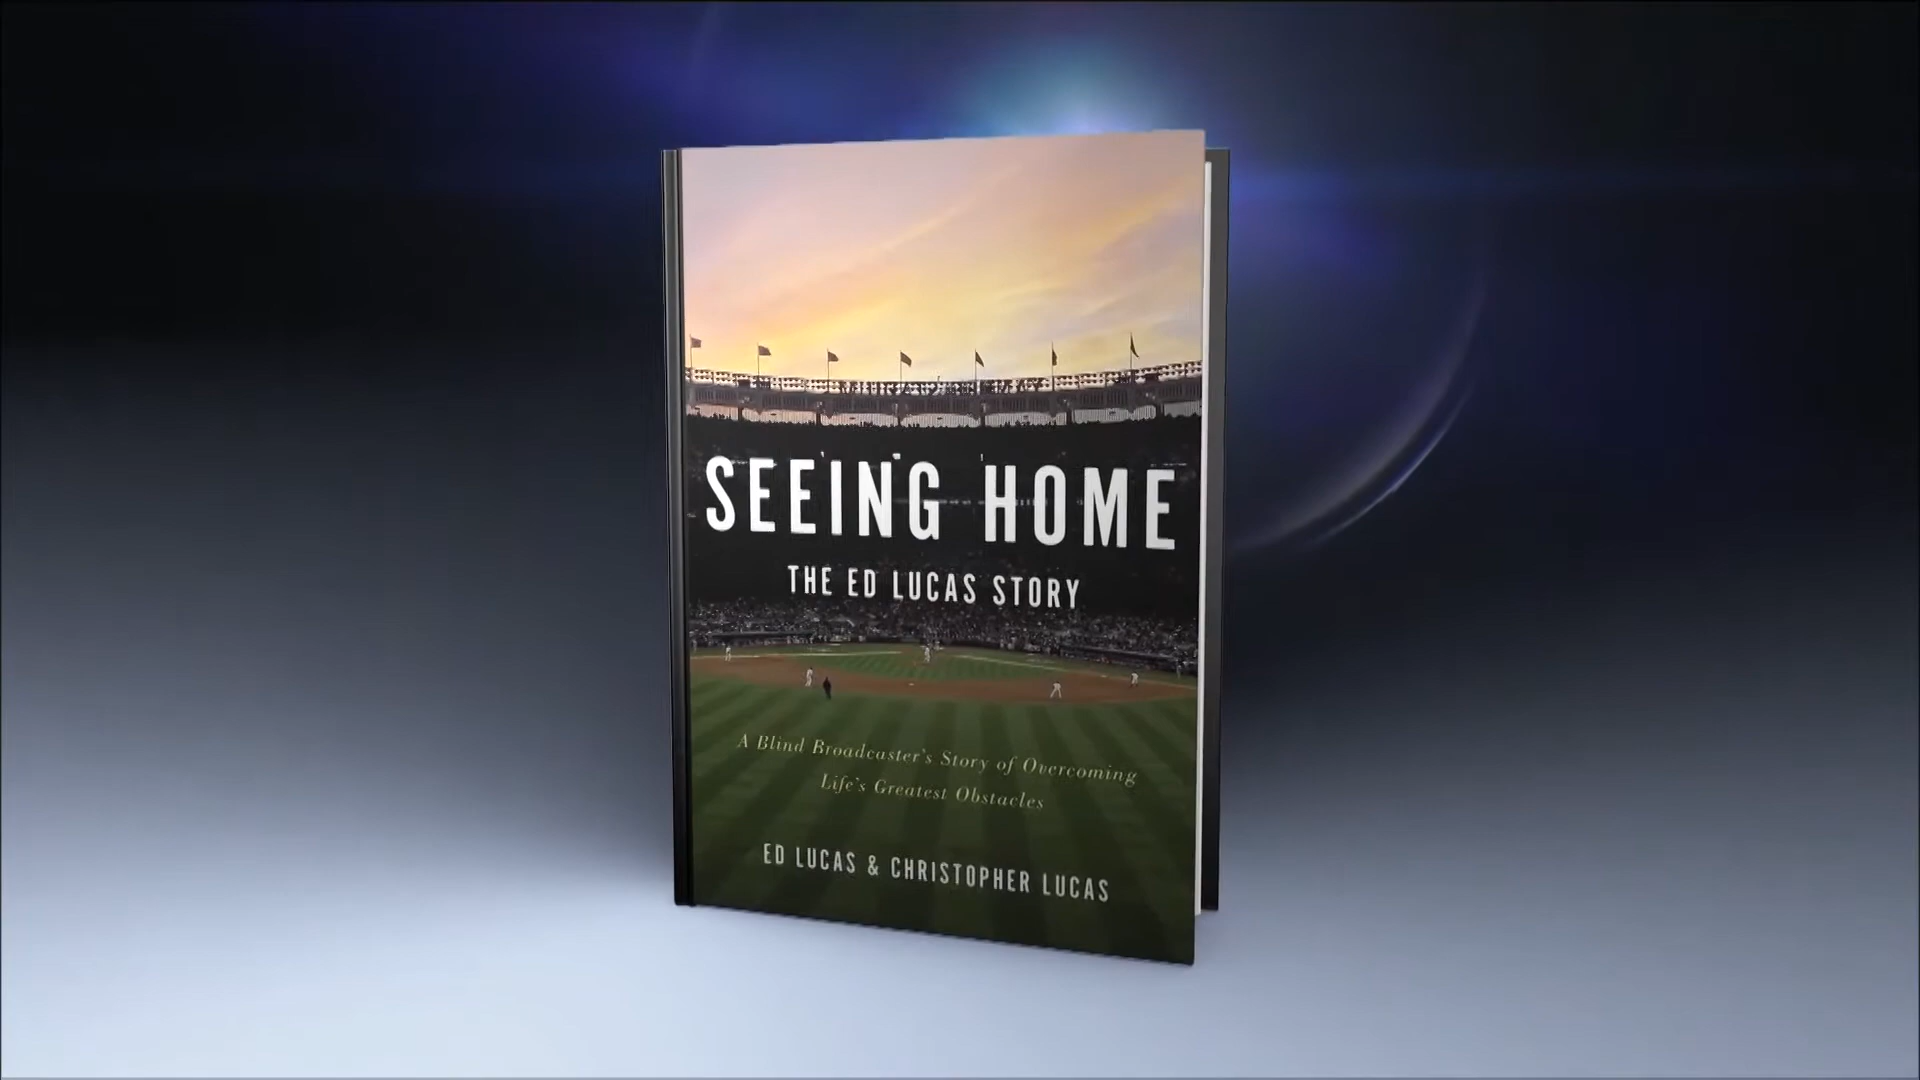 SEEING HOME
THE ED LUCAS STORY
A Blind Broadcaster's Story of Overcoming
Life's Greatest Obstacles
ED LUCAS & CHRISTOPHER LUCAS